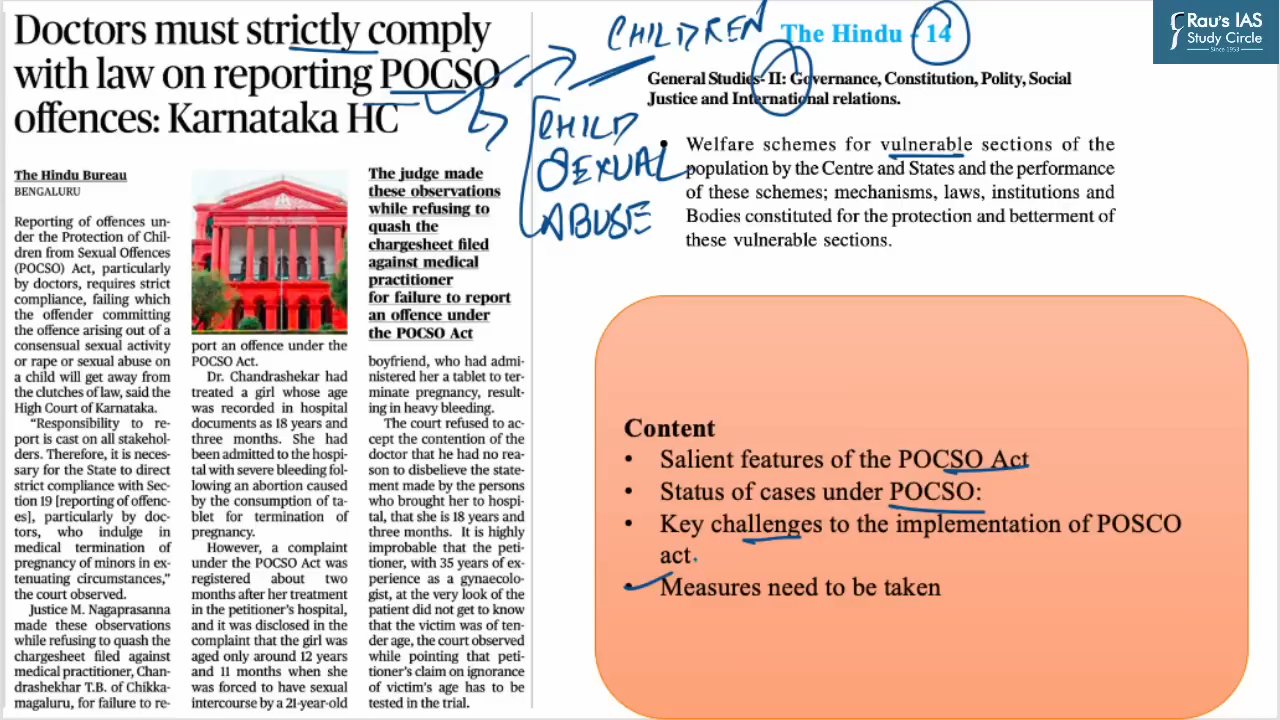 Doctors must strictly comply
with law on reporting POCSO
offences: Karnataka HC
The Hindu Bureau
BENGALURU
Reporting of offences un-
der the Protection of Chil-
dren from Sexual Offences
(POCSO) Act, particularly
by doctors, requires strict
compliance, failing which
the offender committing
the offence arising out of a
consensual sexual activity
or rape or sexual abuse on
a child will get away from
the clutches of law, said the
High Court of Karnataka.
“Responsibility to re-
port is cast on all stakehol-
ders. Therefore, it is neces-
sary for the State to direct
strict compliance with Sec-
tion 19 [reporting of offenc-
es], particularly by doc-
tors, who indulge in
medical termination of
pregnancy of minors in ex-
tenuating circumstances,”
the court observed.
Justice M. Nagaprasanna
made these observations
while refusing to quash the
chargesheet filed against
medical practitioner, Chan-
drashekhar T.B. of Chikka-
magaluru, for failure to re-
port an offence under the
POCSO Act.
Dr. Chandrashekar had
treated a girl whose age
was recorded in hospital
documents as 18 years and
three months. She had
been admitted to the hospi-
tal with severe bleeding fol-
lowing an abortion caused
by the consumption of ta-
blet for termination of
pregnancy.
However, a complaint
under the POCSO Act was
registered about two
months after her treatment
in the petitioner’s hospital,
and it was disclosed in the
complaint that the girl was
aged only around 12 years
and 11 months when she
was forced to have sexual
intercourse by a 21-year-old
The judge made
these observations
while refusing to
quash the
chargesheet filed
against medical
practitioner
for failure to report
an offence under
the POCSO Act
boyfriend, who had admi-
nistered her a tablet to ter-
minate pregnancy, result-
ing in heavy bleeding.
The court refused to ac-
cept the contention of the
doctor that he had no rea-
son to disbelieve the state-
ment made by the persons
who brought her to hospi-
tal, that she is 18 years and
three months. It is highly
improbable that the peti-
tioner, with 35 years of ex-
perience as a gynaecolo-
gist, at the very look of the
patient did not get to know
that the victim was of ten-
der age, the court observed
while pointing that peti-
tioner’s claim on ignorance
of victim’s age has to be
tested in the trial.
CHILDREN
CHILD
SEXUAL
ABUSE
The Hindu - 14
Rau's IAS
Study Circle
Since 1953
General Studies- II: Governance, Constitution, Polity, Social
Justice and International relations.
• Welfare schemes for vulnerable sections of the
population by the Centre and States and the performance
of these schemes; mechanisms, laws, institutions and
Bodies constituted for the protection and betterment of
these vulnerable sections.
Content
• Salient features of the POCSO Act
• Status of cases under POCSO:
• Key challenges to the implementation of POSCO
act.
• Measures need to be taken